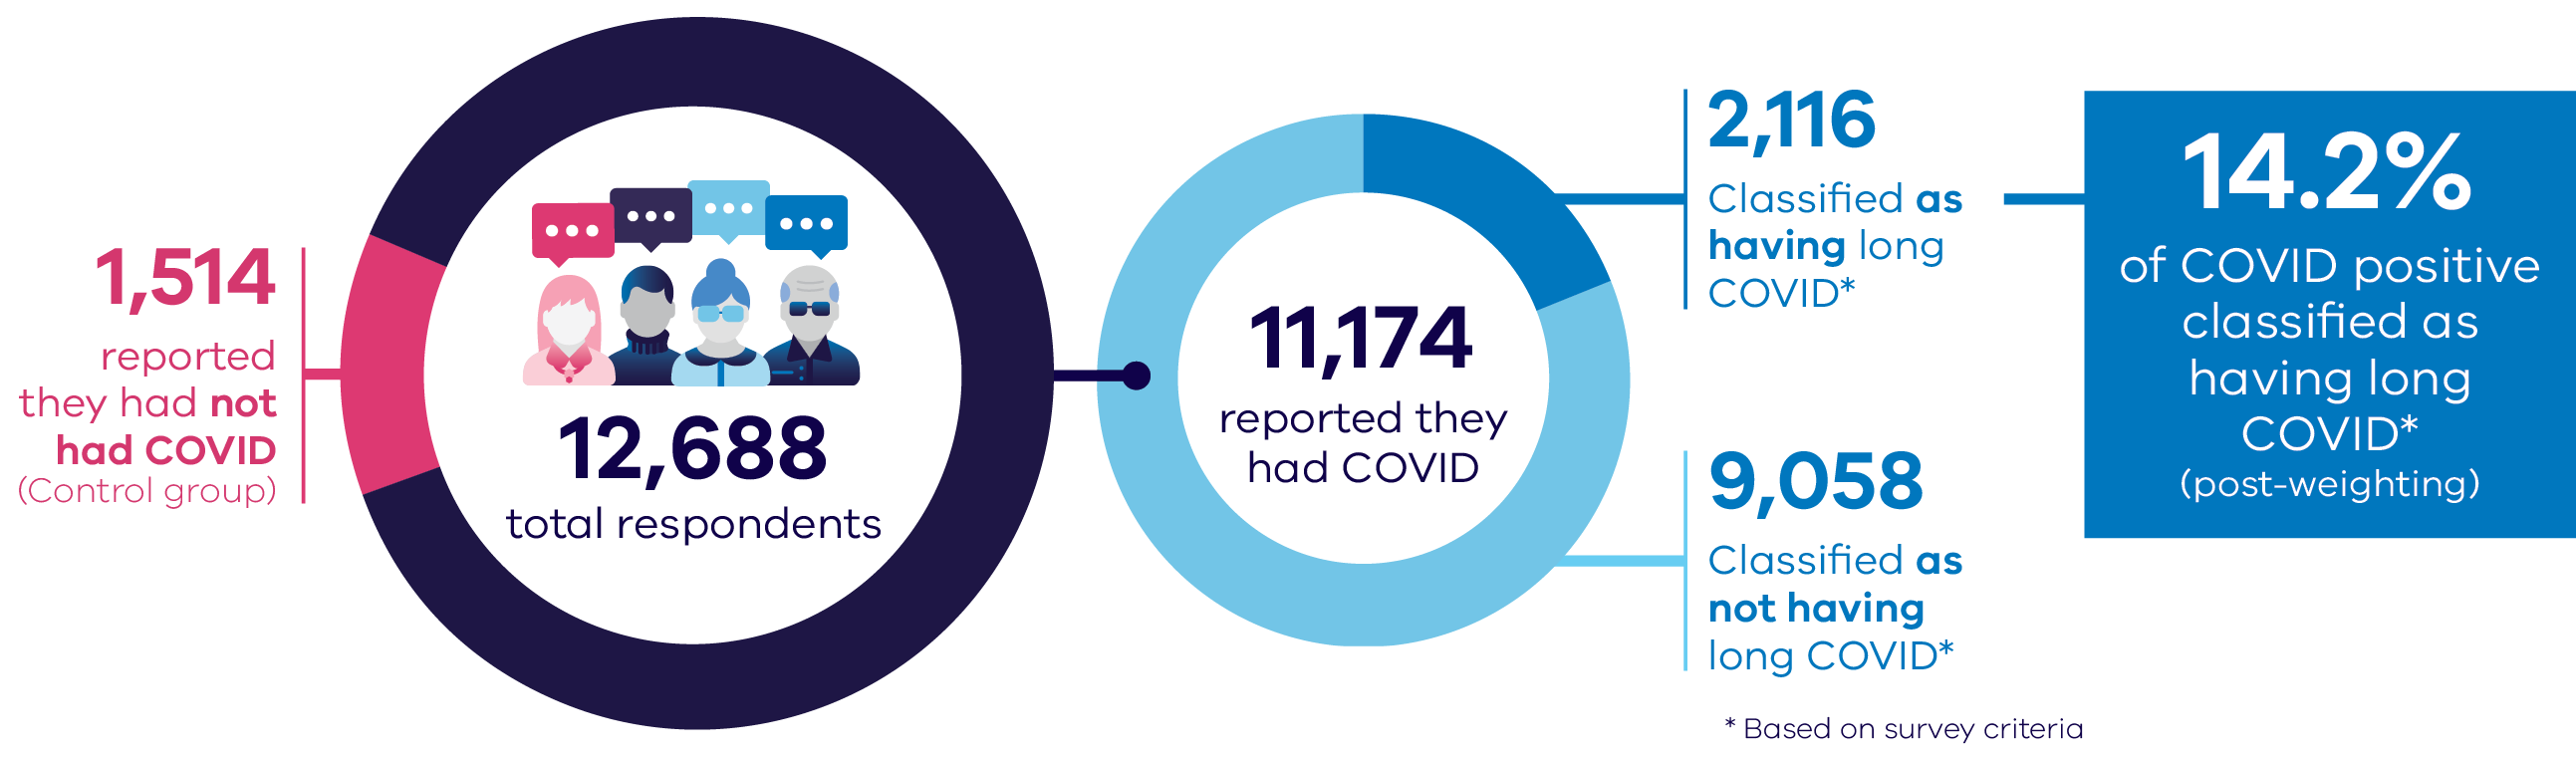 1,514
reported
they had not
had COVID
(Control group)
12,688
total respondents
11,174
reported they
had COVID
2,116
Classified as
having long
COVID*
9,058
Classified as
not having
long COVID*
14.2%
of COVID positive
classified as
having long
COVID*
(post-weighting)
* Based on survey criteria